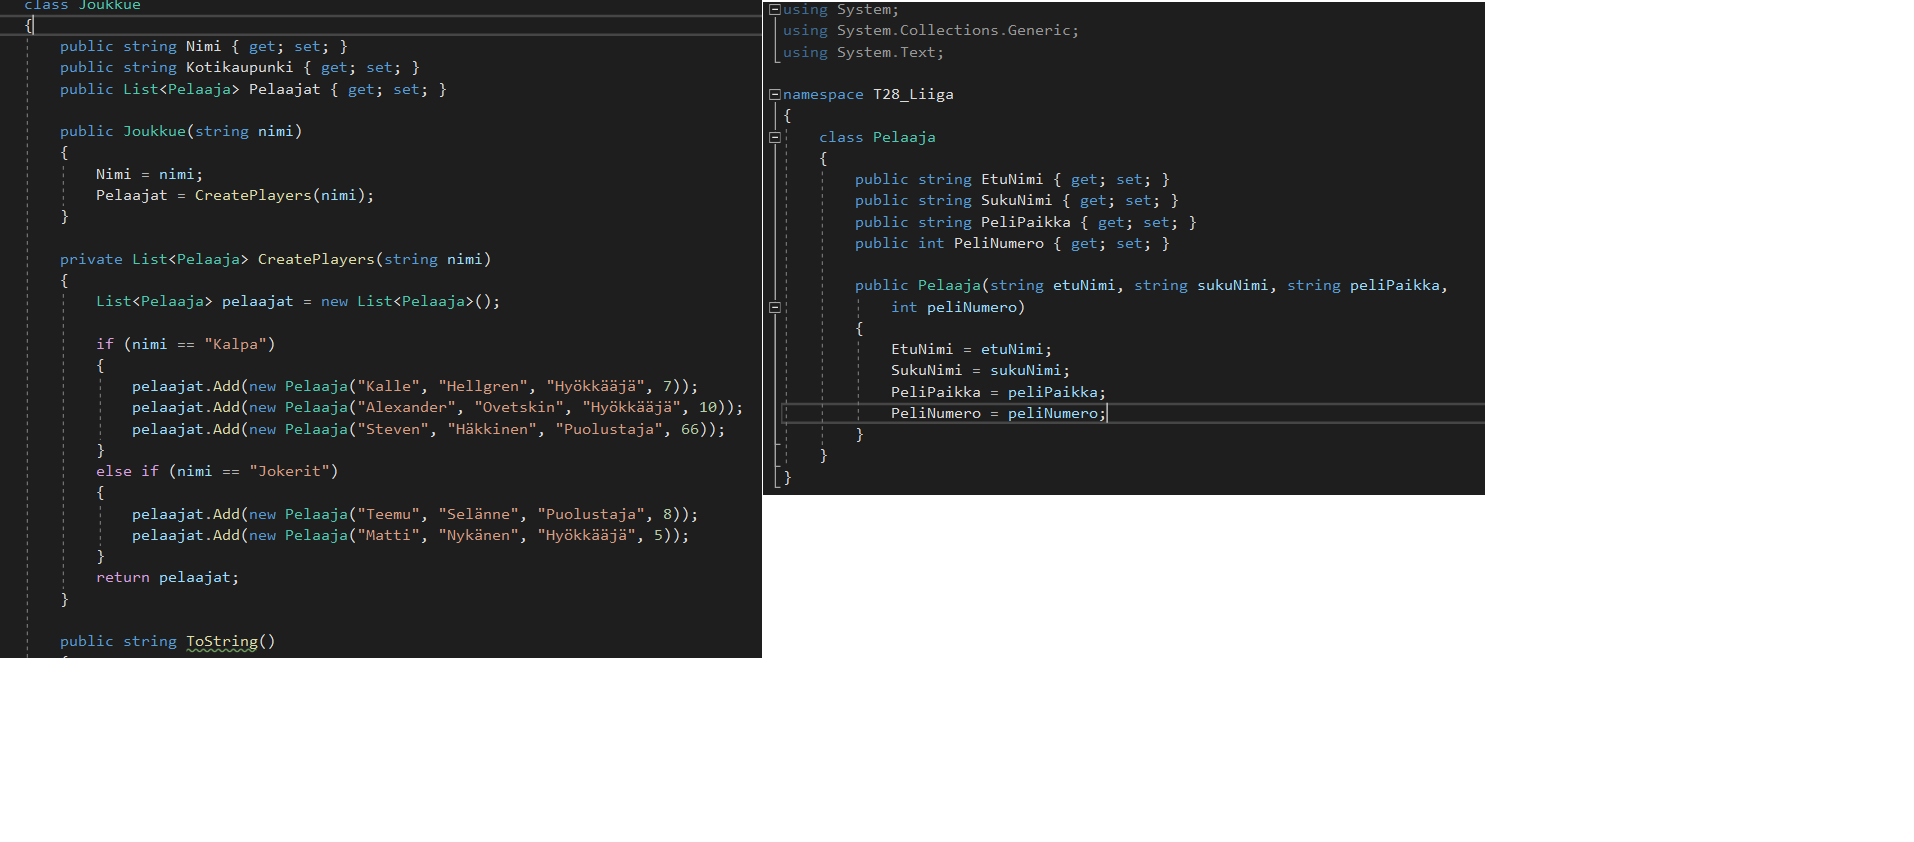 class Joukkue
{
public string Nimi { get; set; }
public string Kotikaupunki { get; set; }
public List<Pelaaja> Pelaajat { get; set; }
public Joukkue(string nimi)
{
Nimi = nimi;
Pelaajat = CreatePlayers(nimi);
}
private List<Pelaaja> CreatePlayers(string nimi)
{
List<Pelaaja> pelaajat = new List<Pelaaja>();
if (nimi == "Kalpa")
{
pelaajat.Add(new Pelaaja("Kalle", "Hellgren", "Hyökkääjä", 7));
pelaajat.Add(new Pelaaja("Alexander", "Ovetskin", "Hyökkääjä", 10));
pelaajat.Add(new Pelaaja("Steven", "Häkkinen", "Puolustaja", 66));
}
else if (nimi == "Jokerit")
{
pelaajat.Add(new Pelaaja("Teemu", "Selänne", "Puolustaja", 8));
pelaajat.Add(new Pelaaja("Matti", "Nykänen", "Hyökkääjä", 5));
}
return pelaajat;
}
public string ToString()
using System;
using System.Collections.Generic;
using System.Text;
namespace T28_Liiga
{
class Pelaaja
{
public string EtuNimi { get; set; }
public string SukuNimi { get; set; }
public string PeliPaikka { get; set; }
public int PeliNumero { get; set; }
public Pelaaja(string etuNimi, string sukuNimi, string peliPaikka,
int peliNumero)
{
EtuNimi = etuNimi;
SukuNimi = sukuNimi;
PeliPaikka = peliPaikka;
PeliNumero = peliNumero;
}
}
}